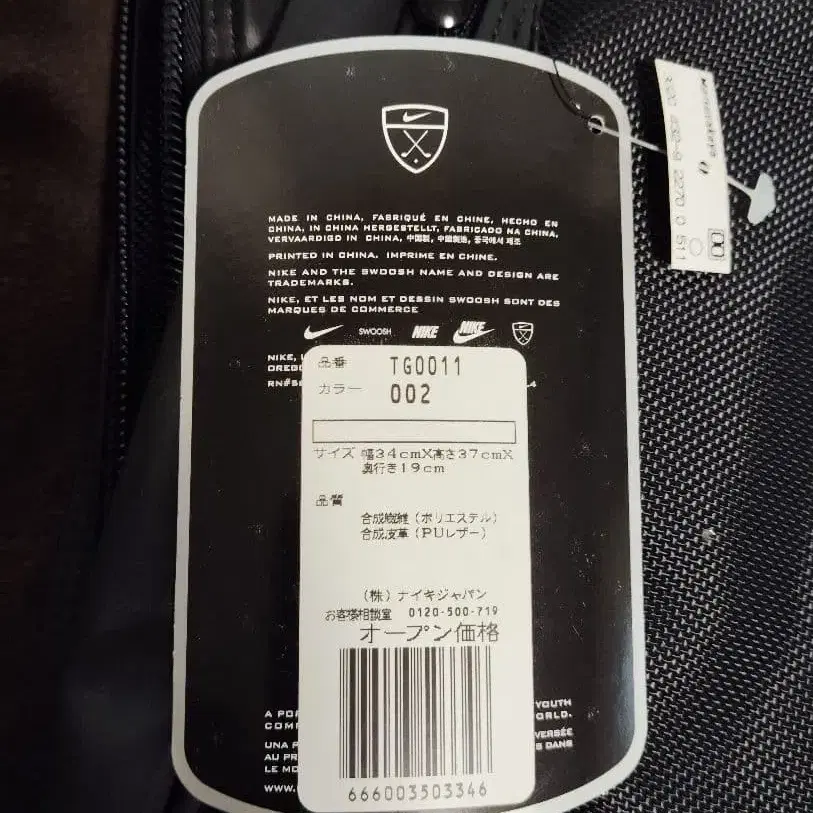 MADE IN CHINA, FABRIQUÉ EN CHINE, HECHO EN
CHINA, IN CHINA HERGESTELLT, FABRICADO NA CHINA,
VERVAARDIGD IN CHINA, 中国製, 中國製造, 중국에서 제조
PRINTED IN CHINA. IMPRIME EN CHINE.
NIKE AND THE SWOOSH NAME AND DESIGN ARE
TRADEMARKS.
NIKE, ET LES NOM ET DESSIN SWOOSH SONT DES
MARQUES DE COMMERCE
SWOOSH NIKE NIKE
NIKE,
品番 TG0011
カラー 002
サイズ 幅34cmX高さ37cmX
奥行き19cm
品質
合成繊維(ポリエステル)
合成皮革(PUレザー)
(株)ナイキジャパン
お客様相談室 0120-500-719
オープン価格
A
YOUTH
UNA
AU
DANS
LE
666003503346